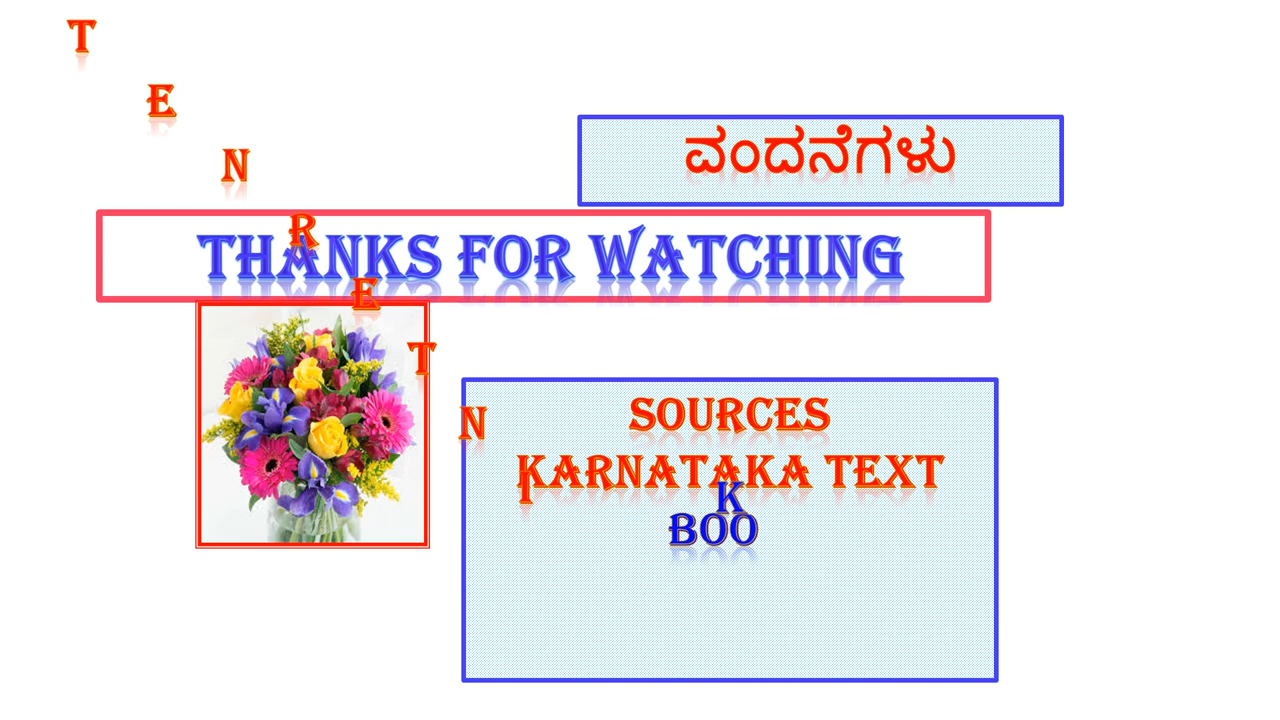 ವಂದನೆಗಳು
THANKS FOR WATCHING
SOURCES
KARNATAKA TEXT
BOO
K
T
E
N
R
E
T
N
I